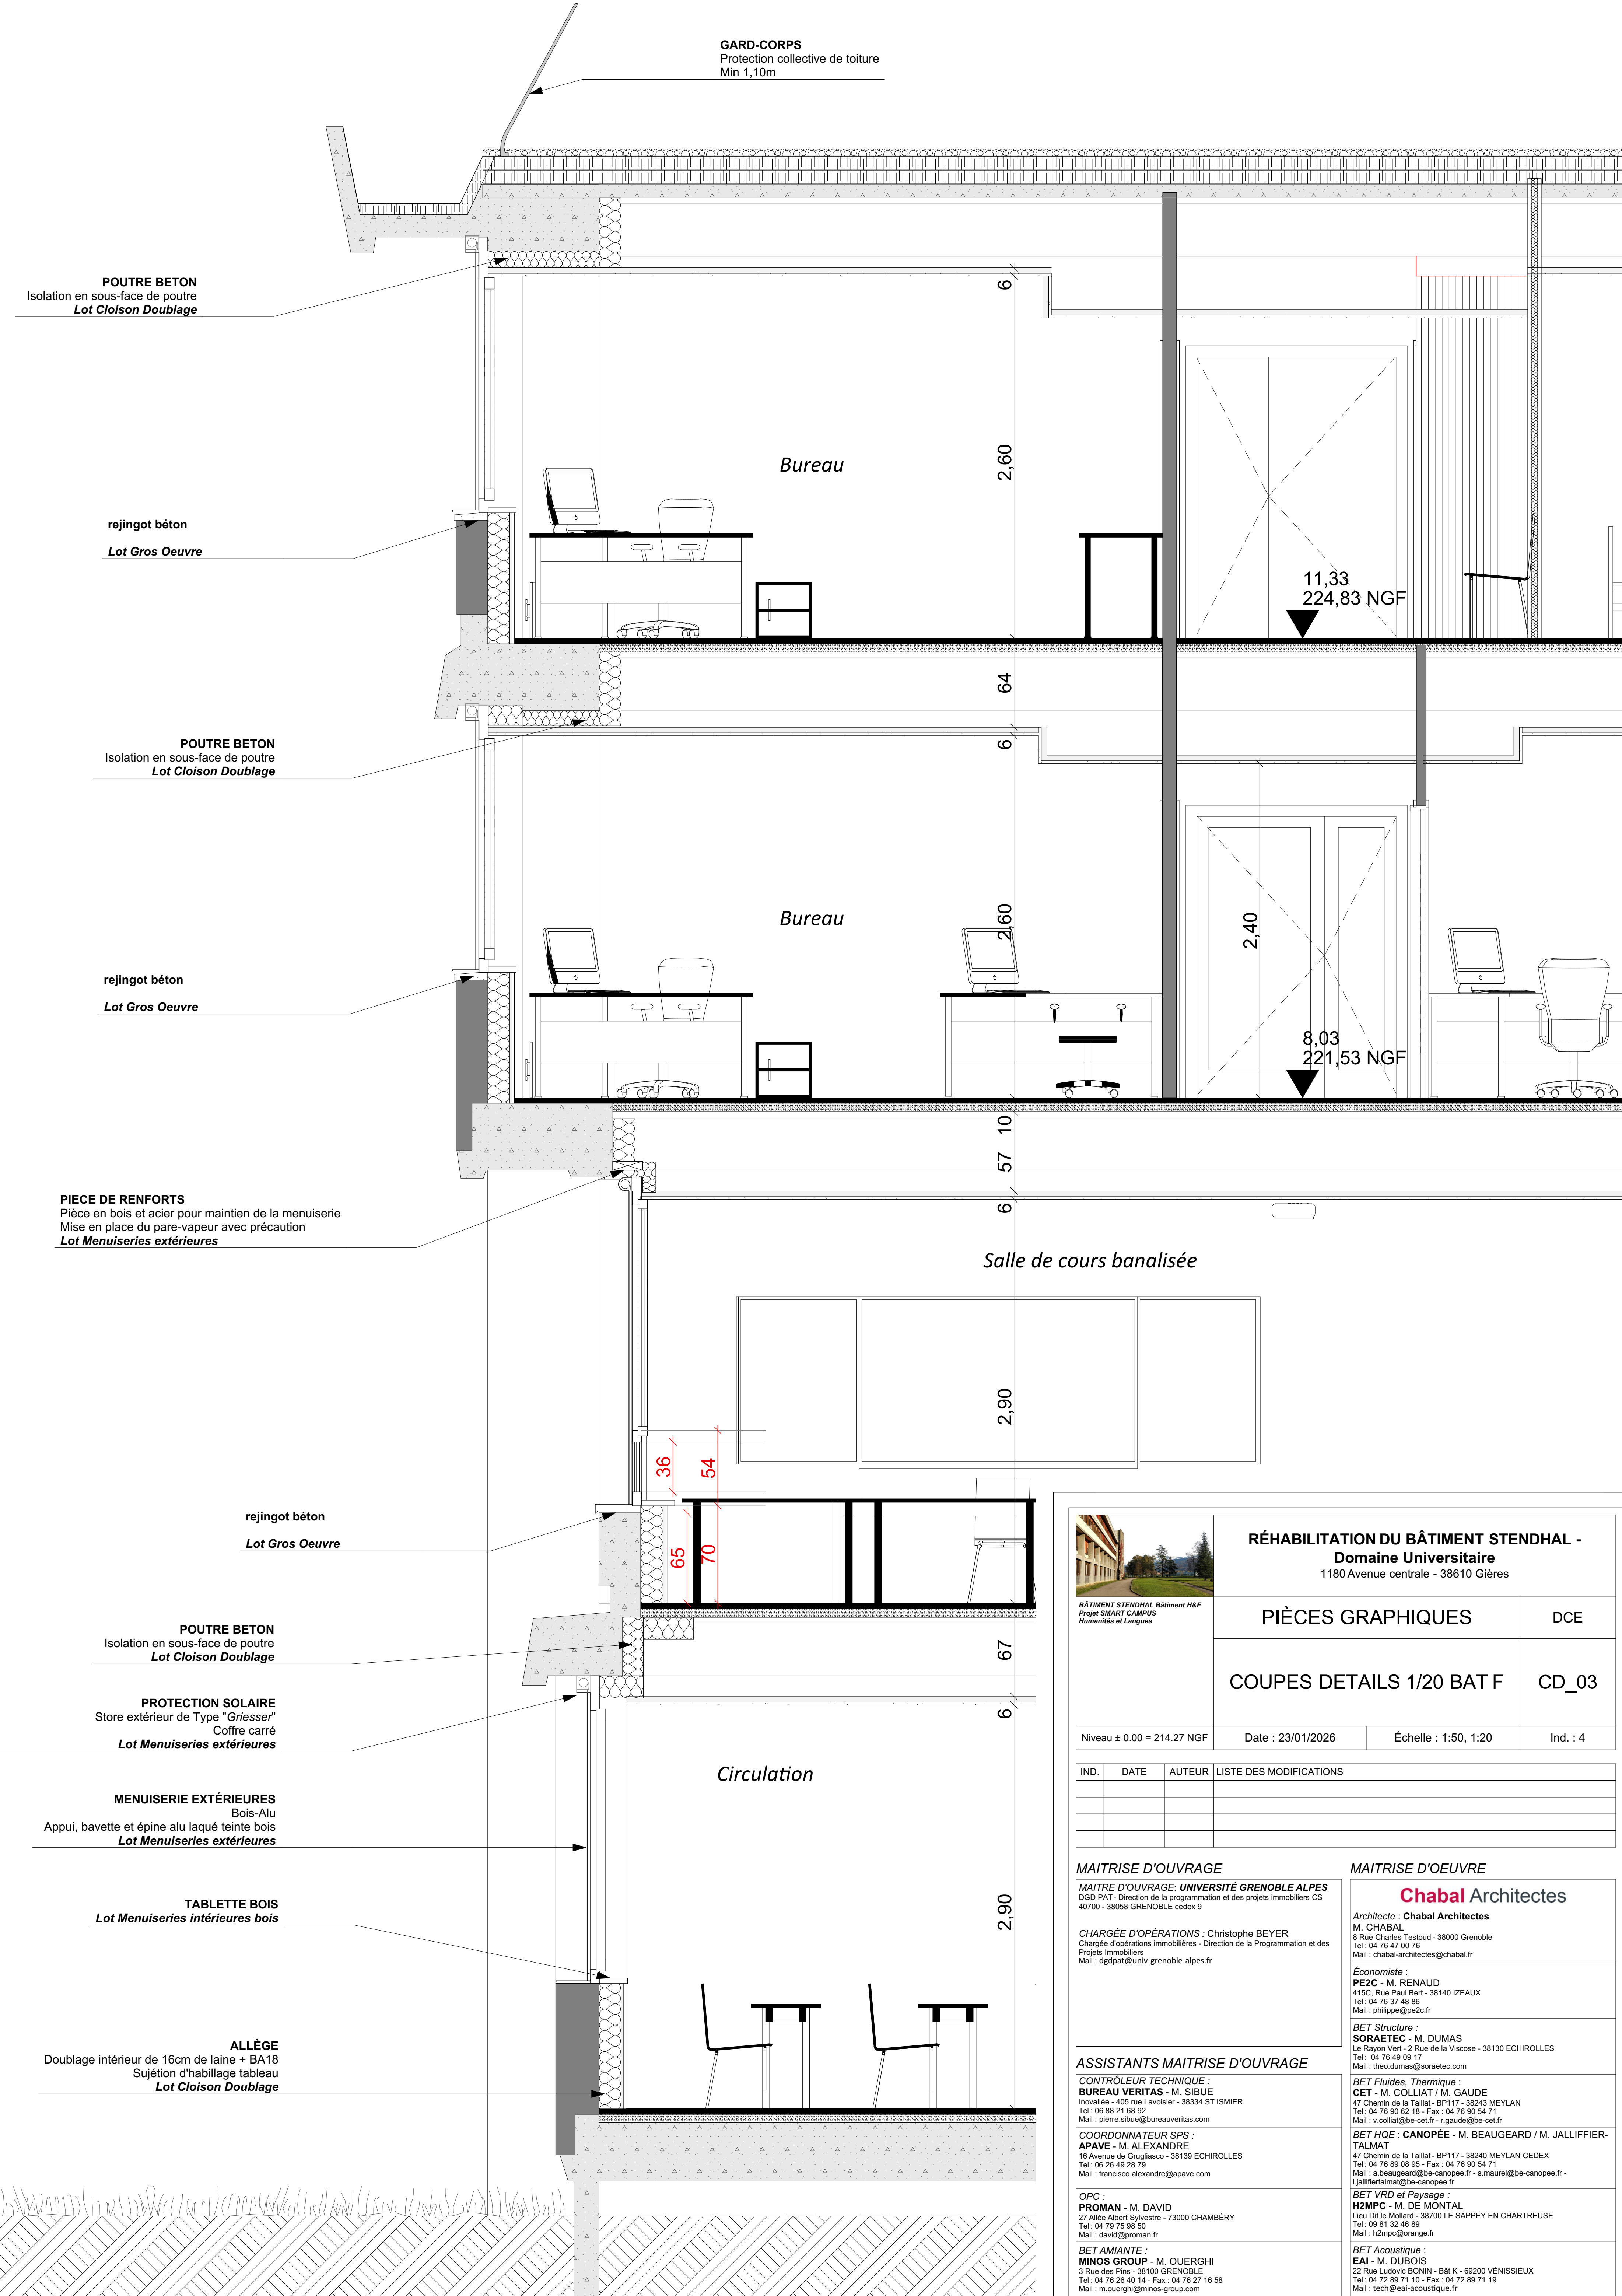 GARD-CORPS
Protection collective de toiture
Min 1,10m
POUTRE BETON
Isolation en sous-face de poutre
Lot Cloison Doublage
6
2,60
Bureau
rejingot béton
Lot Gros Oeuvre
11,33
224,83 NGF
64
POUTRE BETON
Isolation en sous-face de poutre
Lot Cloison Doublage
6
2,60
Bureau
2,40
rejingot béton
Lot Gros Oeuvre
8,03
221,53 NGF
10
57
6
PIECE DE RENFORTS
Pièce en bois et acier pour maintien de la menuiserie
Mise en place du pare-vapeur avec précaution
Lot Menuiseries extérieures
Salle de cours banalisée
2,90
36
54
65
70
rejingot béton
Lot Gros Oeuvre
POUTRE BETON
Isolation en sous-face de poutre
Lot Cloison Doublage
67
6
PROTECTION SOLAIRE
Store extérieur de Type "Griesser"
Coffre carré
Lot Menuiseries extérieures
Circulation
MENUISERIE EXTÉRIEURES
Bois-Alu
Appui, bavette et épine alu laqué teinte bois
Lot Menuiseries extérieures
2,90
TABLETTE BOIS
Lot Menuiseries intérieures bois
ALLÈGE
Doublage intérieur de 16cm de laine + BA18
Sujétion d'habillage tableau
Lot Cloison Doublage
RÉHABILITATION DU BÂTIMENT STENDHAL -
Domaine Universitaire
1180 Avenue centrale - 38610 Gières
BÂTIMENT STENDHAL Bâtiment H&F
Projet SMART CAMPUS
Humanités et Langues
PIÈCES GRAPHIQUES
DCE
COUPES DETAILS 1/20 BAT F
CD_03
Niveau ± 0.00 = 214.27 NGF
Date : 23/01/2026
Échelle : 1:50, 1:20
Ind. : 4
IND. DATE AUTEUR LISTE DES MODIFICATIONS
MAITRISE D'OUVRAGE
MAITRE D'OUVRAGE: UNIVERSITÉ GRENOBLE ALPES
DGD PAT - Direction de la programmation et des projets immobiliers CS
40700 - 38058 GRENOBLE cedex 9
CHARGÉE D'OPÉRATIONS : Christophe BEYER
Chargée d'opérations immobilières - Direction de la Programmation et des
Projets Immobiliers
Mail : dgdpat@univ-grenoble-alpes.fr
ASSISTANTS MAITRISE D'OUVRAGE
CONTRÔLEUR TECHNIQUE :
BUREAU VERITAS - M. SIBUE
Inovallée - 405 rue Lavoisier - 38334 ST ISMIER
Tel : 06 88 21 68 92
Mail : pierre.sibue@bureauveritas.com
COORDONNATEUR SPS :
APAVE - M. ALEXANDRE
16 Avenue de Grugliasco - 38139 ECHIROLLES
Tel : 06 26 49 28 79
Mail : francisco.alexandre@apave.com
OPC :
PROMAN - M. DAVID
27 Allée Albert Sylvestre - 73000 CHAMBÉRY
Tel : 04 79 75 98 50
Mail : david@proman.fr
BET AMIANTE :
MINOS GROUP - M. OUERGHI
3 Rue des Pins - 38100 GRENOBLE
Tel : 04 76 26 40 14 - Fax : 04 76 27 16 58
Mail : m.ouerghi@minos-group.com
MAITRISE D'OEUVRE
Chabal Architectes
Architecte : Chabal Architectes
M. CHABAL
8 Rue Charles Testoud - 38000 Grenoble
Tel : 04 76 47 00 76
Mail : chabal-architectes@chabal.fr
Économiste :
PE2C - M. RENAUD
415C, Rue Paul Bert - 38140 IZEAUX
Tel : 04 76 37 48 86
Mail : philippe@pe2c.fr
BET Structure :
SORAETEC - M. DUMAS
Le Rayon Vert - 2 Rue de la Viscose - 38130 ECHIROLLES
Tel : 04 76 49 09 17
Mail : theo.dumas@soraetec.com
BET Fluides, Thermique :
CET - M. COLLIAT / M. GAUDE
47 Chemin de la Taillat - BP117 - 38243 MEYLAN
Tel : 04 76 90 62 18 - Fax : 04 76 90 54 71
Mail : v.colliat@be-cet.fr - r.gaude@be-cet.fr
BET HQE : CANOPÉE - M. BEAUGEARD / M. JALLIFFIER-
TALMAT
47 Chemin de la Taillat - BP117 - 38240 MEYLAN CEDEX
Tel : 04 76 89 08 95 - Fax : 04 76 90 54 71
Mail : a.beaugeard@be-canopee.fr - s.maurel@be-canopee.fr -
l.jallifiertalmat@be-canopee.fr
BET VRD et Paysage :
H2MPC - M. DE MONTAL
Lieu Dit le Mollard - 38700 LE SAPPEY EN CHARTREUSE
Tel : 09 81 32 46 89
Mail : h2mpc@orange.fr
BET Acoustique :
EAI - M. DUBOIS
22 Rue Ludovic BONIN - Bât K - 69200 VÉNISSIEUX
Tel : 04 72 89 71 10 - Fax : 04 72 89 71 19
Mail : tech@eai-acoustique.fr